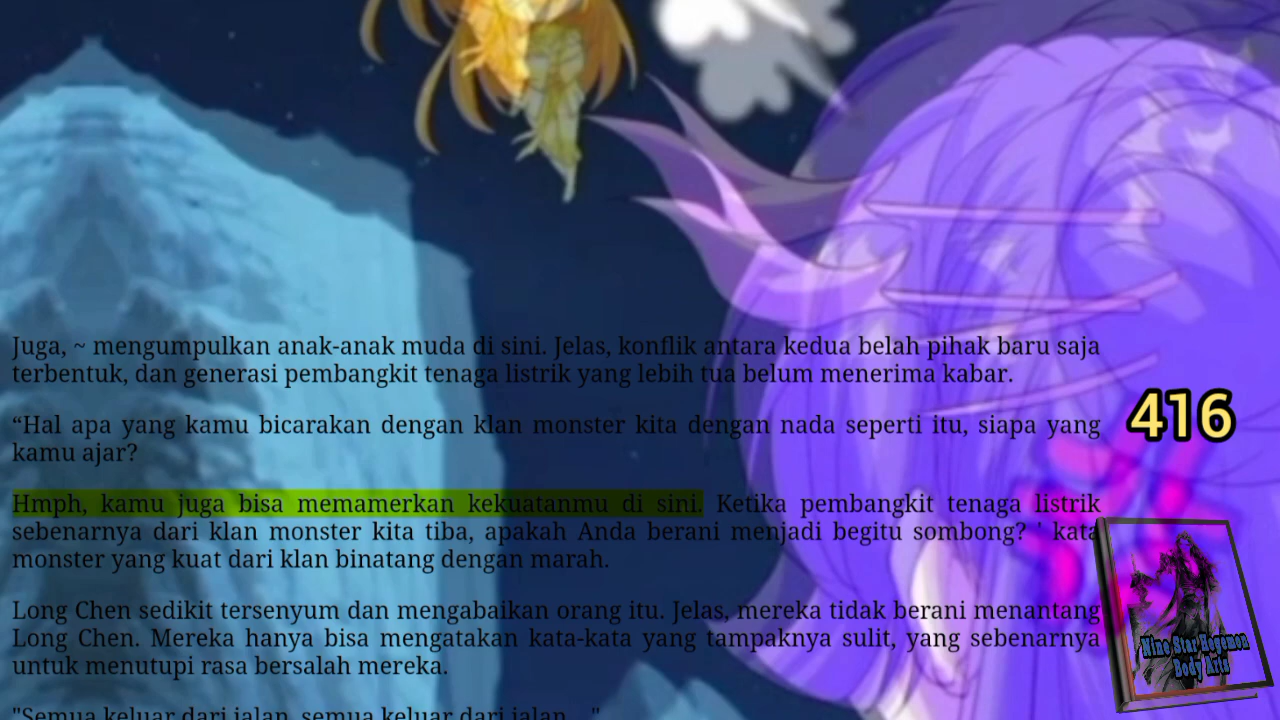 Juga, ~ mengumpulkan anak-anak muda di sini. Jelas, konflik antara kedua belah pihak baru saja
terbentuk, dan generasi pembangkit tenaga listrik yang lebih tua belum menerima kabar.
“Hal apa yang kamu bicarakan dengan klan monster kita dengan nada seperti itu, siapa yang
kamu ajar?
Hmph, kamu juga bisa memamerkan kekuatanmu di sini. Ketika pembangkit tenaga listrik
sebenarnya dari klan monster kita tiba, apakah Anda berani menjadi begitu sombong? ' kata
monster yang kuat dari klan binatang dengan marah.
Long Chen sedikit tersenyum dan mengabaikan orang itu. Jelas, mereka tidak berani menantang
Long Chen. Mereka hanya bisa mengatakan kata-kata yang tampaknya sulit, yang sebenarnya
untuk menutupi rasa bersalah mereka.
"Semua keluar dari jalan, semua keluar dari jalan... "
416
Nine Star Hegemon
Body Arts